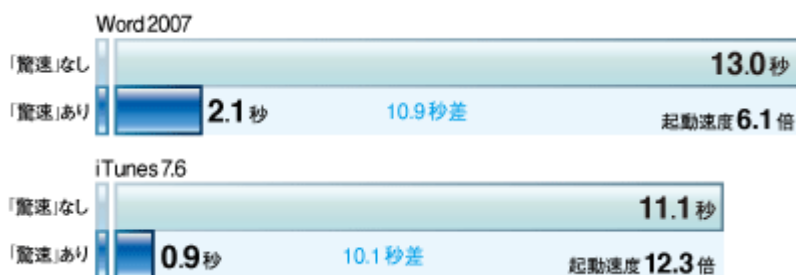 Word 2007
「驚速」なし 13.0秒
「驚速」あり 2.1秒 10.9秒差 起動速度6.1倍
iTunes 7.6
「驚速」なし 11.1秒
「驚速」あり 0.9秒 10.1秒差 起動速度12.3倍